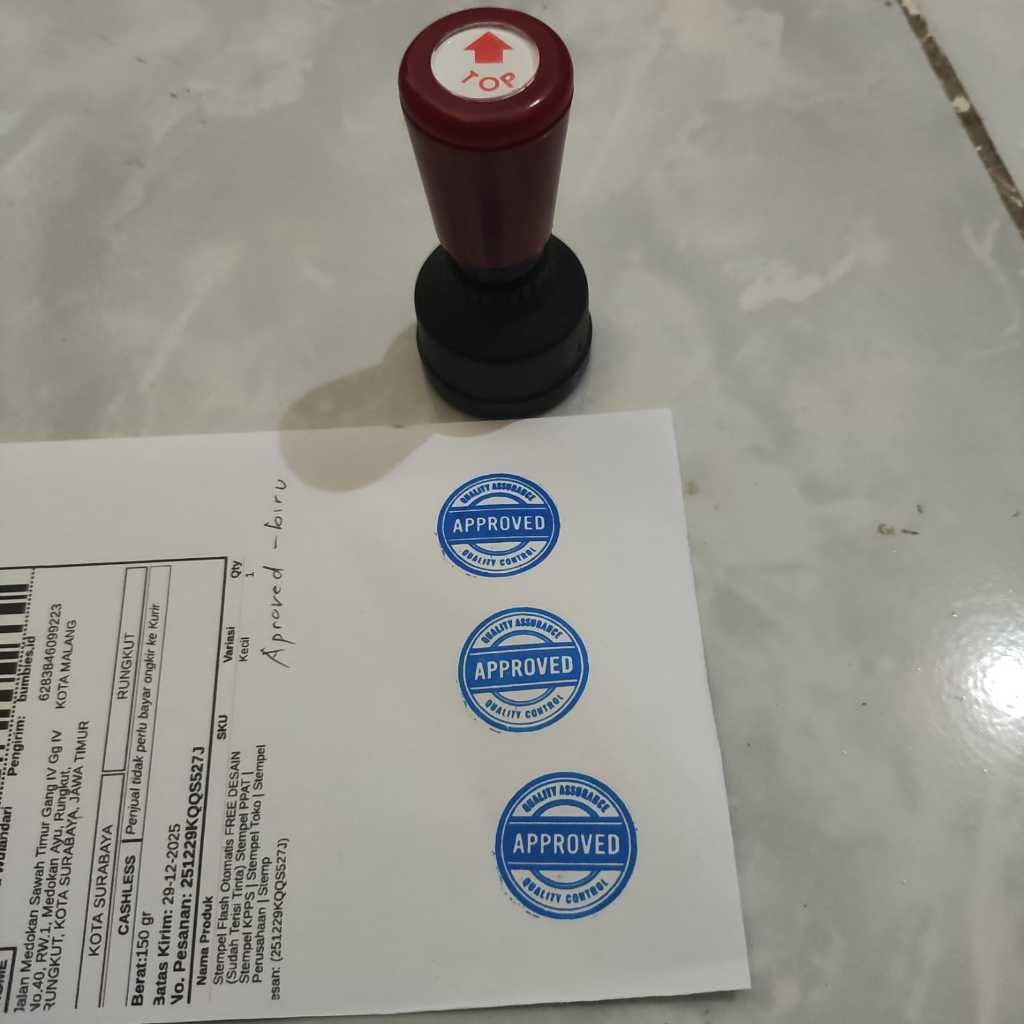 TOP
QUALITY ASSURANCE
APPROVED
QUALITY CONTROL
QUALITY ASSURANCE
APPROVED
QUALITY CONTROL
QUALITY ASSURANCE
APPROVED
QUALITY CONTROL
Aproved - biru
HOME
Wulandari
Pengirim: bumbies.id
Jalan Medokan Sawah Timur Gang IV Gg IV
6283846099223
No.40, RW.1, Medokan Ayu, Rungkut,
KOTA MALANG
RUNGKUT, KOTA SURABAYA, JAWA TIMUR
KOTA SURABAYA
RUNGKUT
CASHLESS
Penjual tidak perlu bayar ongkir ke Kurir
Berat:150 gr
Batas Kirim: 29-12-2025
No. Pesanan: 251229KQQS527J
Nama Produk
SKU
Variasi
Qty
Stempel Flash Otomatis FREE DESAIN
Kecil
1
(Sudah Terisi Tinta) Stempel PPAT |
Stempel KPPS | Stempel Toko | Stempel
Perusahaan | Stemp
esan: (251229KQQS527J)